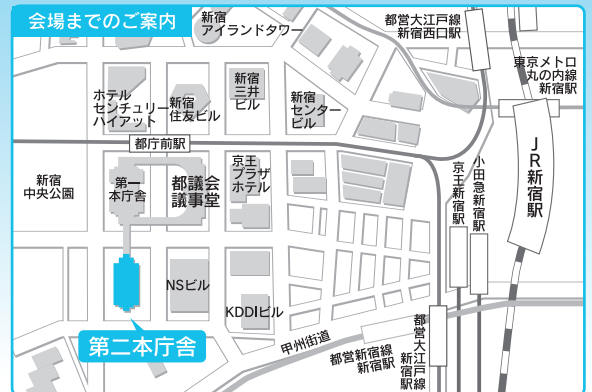 会場までのご案内
新宿
アイランドタワー
都営大江戸線
新宿西口駅
東京メトロ
丸の内線
新宿駅
ホテル
センチュリー
ハイアット
新宿
住友ビル
新宿
三井
ビル
新宿
センター
ビル
都庁前駅
JR新宿駅
新宿
中央公園
第一
本庁舎
都議会
議事堂
京王
プラザ
ホテル
京王新宿駅
小田急新宿駅
NSビル
KDDIビル
第二本庁舎
甲州街道
都営新宿線
新宿駅
都営大江戸線
新宿駅